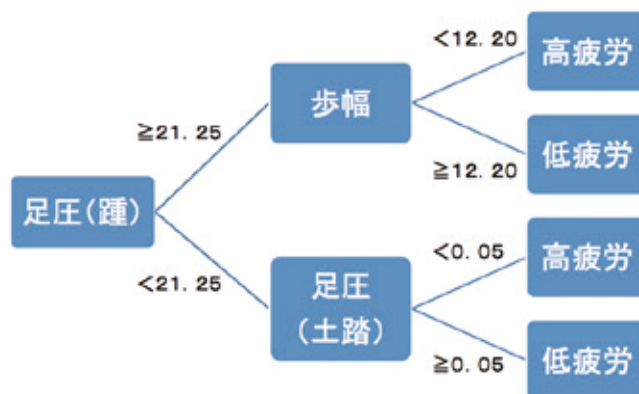 足圧(踵)
≧21.25
<21.25
歩幅
<12.20
高疲労
≧12.20
低疲労
足圧
(土踏)
<0.05
高疲労
≧0.05
低疲労